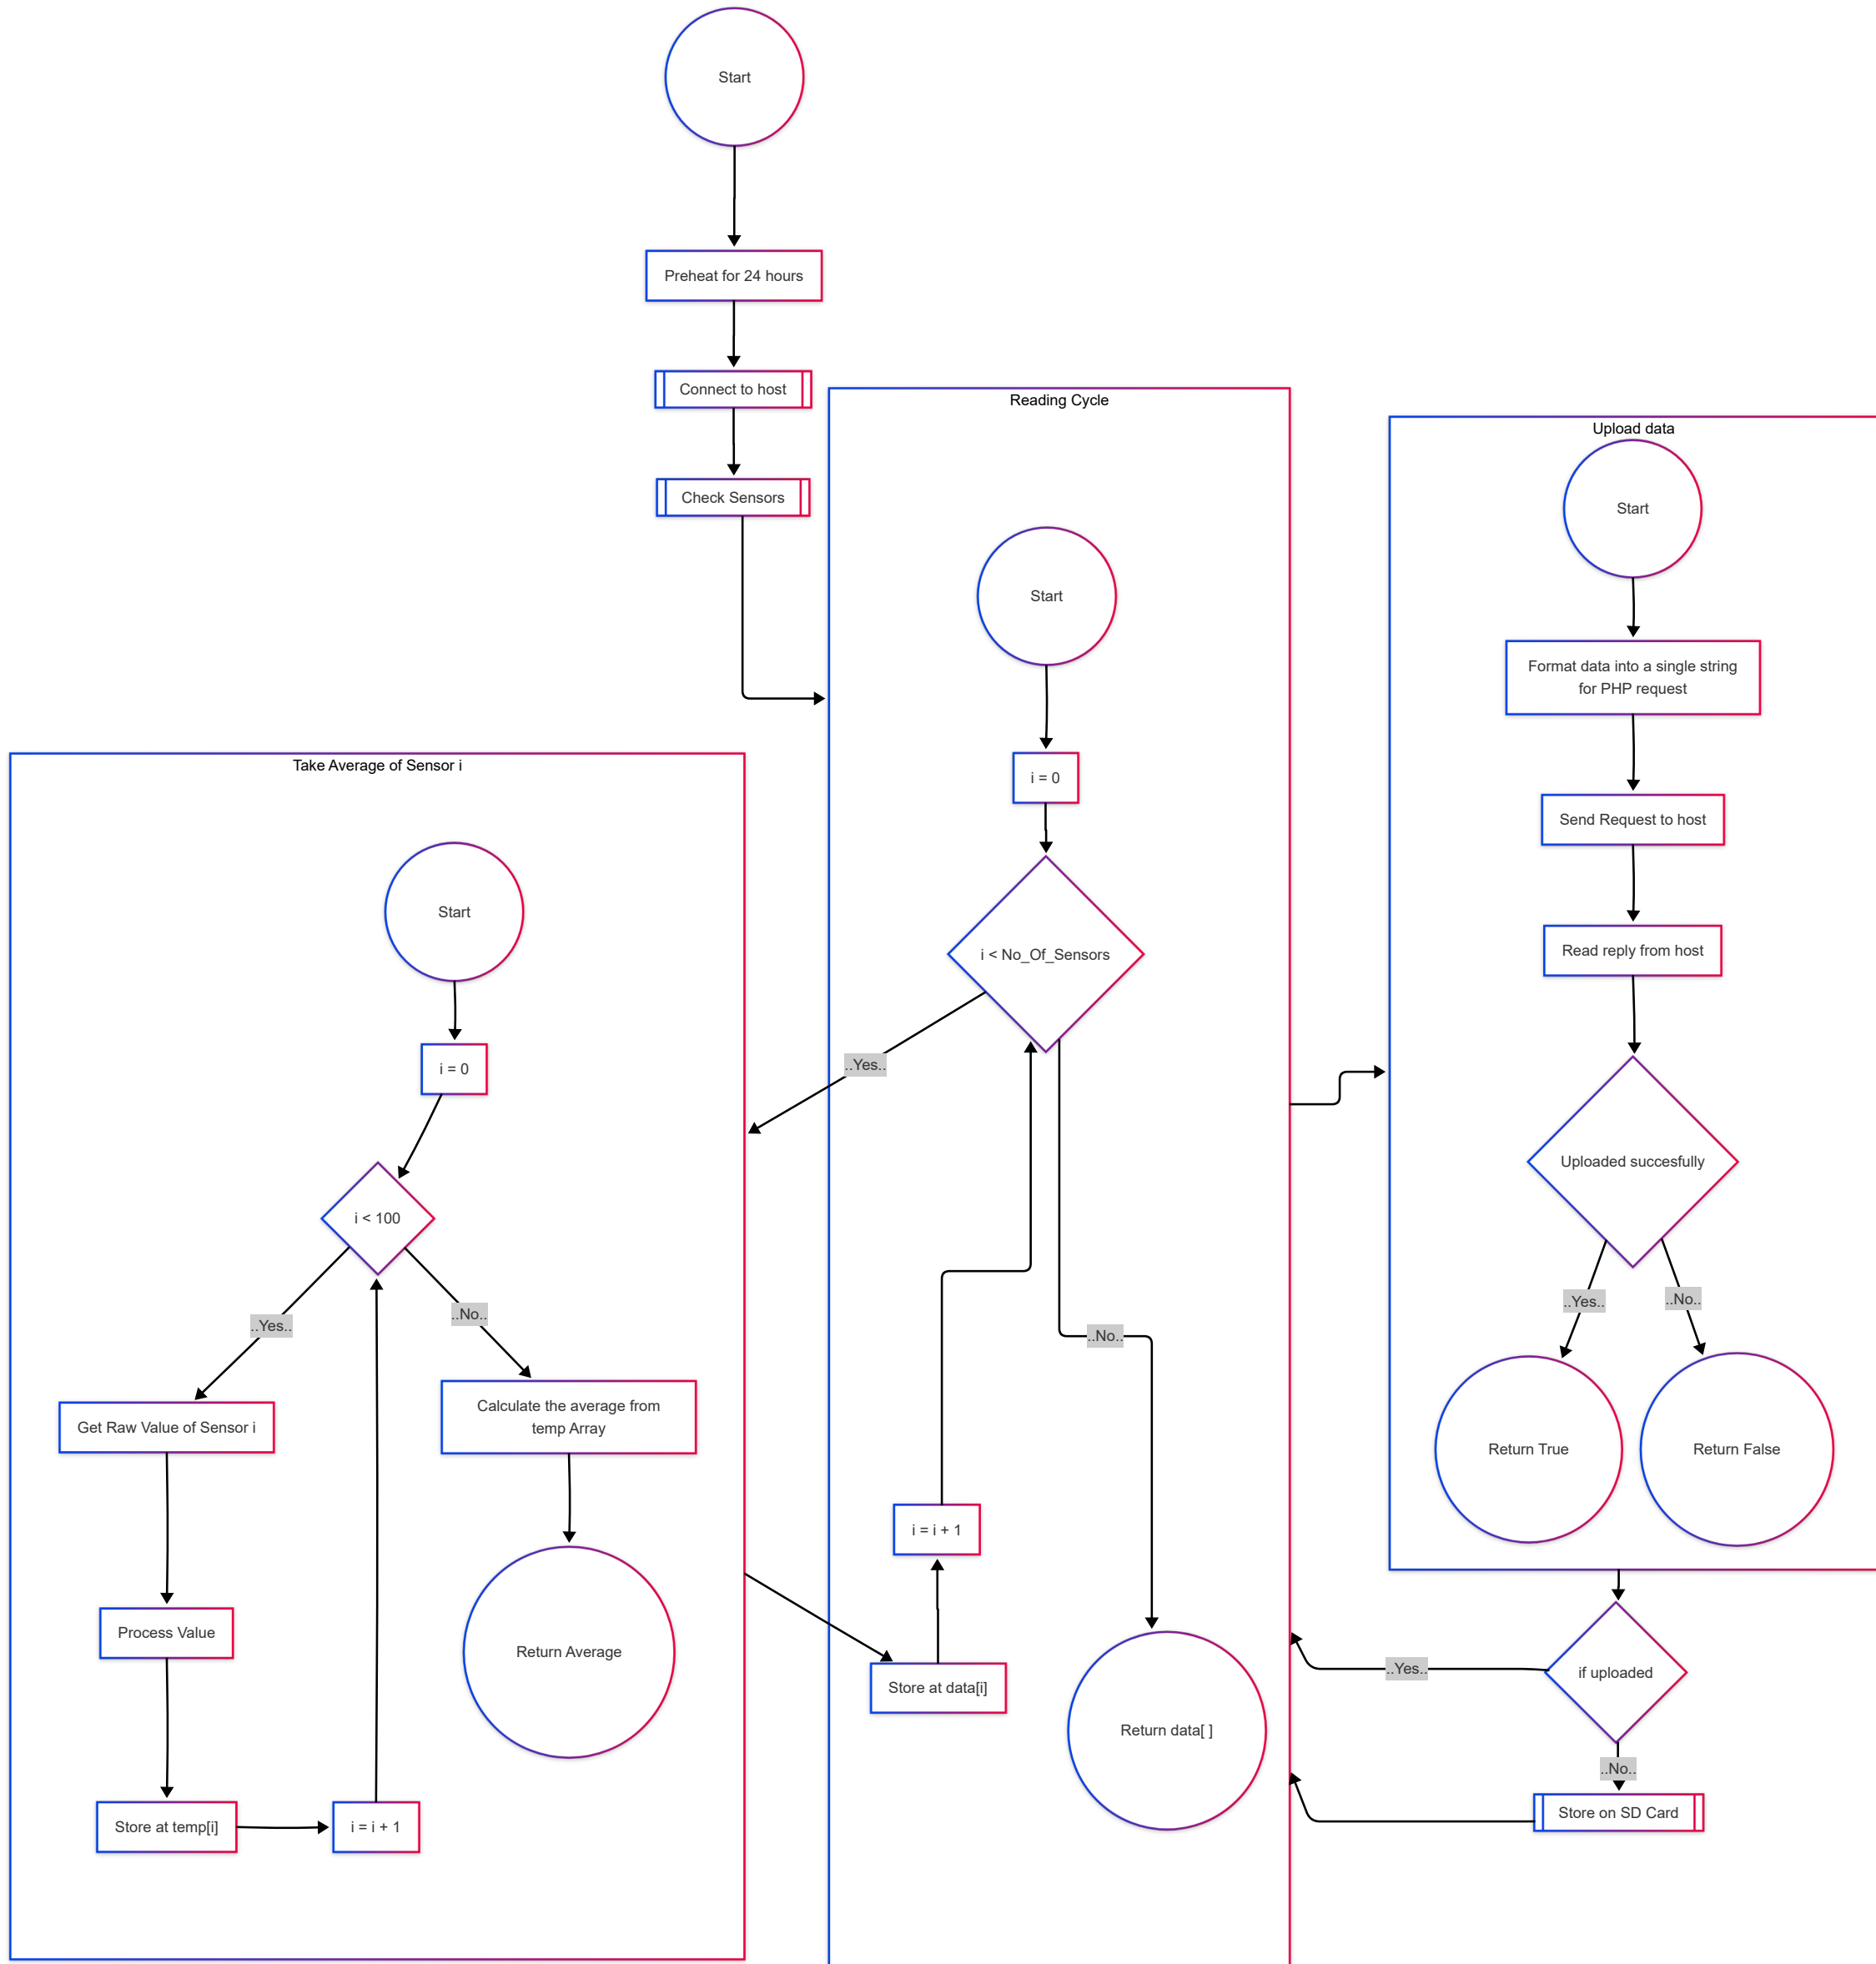 Start
Preheat for 24 hours
Connect to host
Check Sensors
Reading Cycle
Start
i = 0
i < No_Of_Sensors
..Yes..
..No..
i = i + 1
Store at data[i]
Return data[ ]
Take Average of Sensor i
Start
i = 0
i < 100
..Yes..
..No..
Get Raw Value of Sensor i
Calculate the average from
temp Array
Process Value
Return Average
Store at temp[i]
i = i + 1
Upload data
Start
Format data into a single string
for PHP request
Send Request to host
Read reply from host
Uploaded succesfully
..Yes..
..No..
Return True
Return False
if uploaded
..Yes..
..No..
Store on SD Card